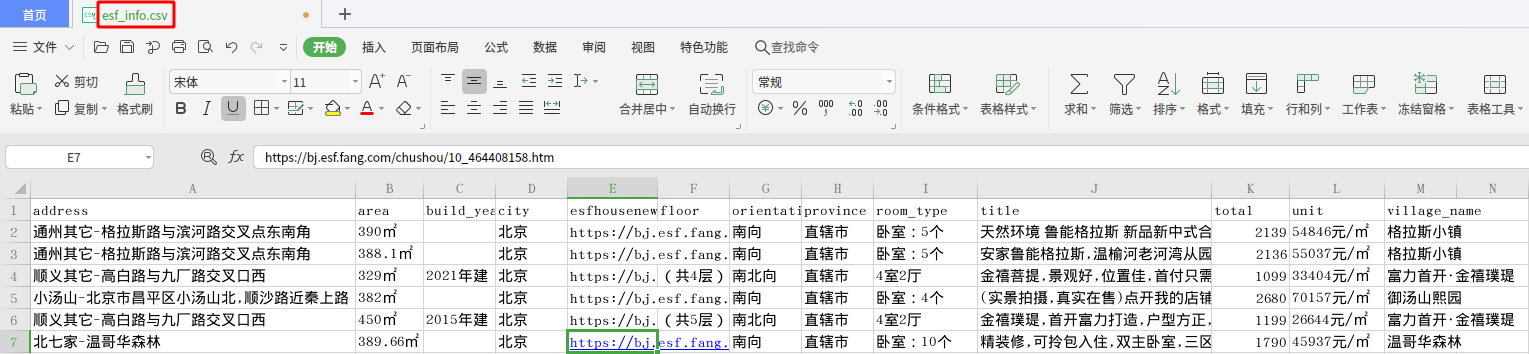 首页 esf_info.csv
文件 开始 插入 页面布局 公式 数据 审阅 视图 特色功能 查找命令
剪切 宋体 11 常规
粘贴 复制 格式刷 B I U 合并居中 自动换行 条件格式 表格样式 求和 筛选 排序 格式 填充 行和列 工作表 冻结窗格 表格工具
E7 fx https://bj.esf.fang.com/chushou/10_464408158.htm
A B C D E F G H I J K L M N
1 address area build_yea city esfhousenew floor orientati province room_type title total unit village_name
2 通州其它-格拉斯路与滨河路交叉点东南角 390㎡ 北京 https://bj.esf.fang. 南向 直辖市 卧室：5个 天然环境 鲁能格拉斯 新品新中式合 2139 54846元/㎡ 格拉斯小镇
3 通州其它-格拉斯路与滨河路交叉点东南角 388.1㎡ 北京 https://bj.esf.fang. 南向 直辖市 卧室：5个 安家鲁能格拉斯,温榆河老河湾从园 2136 55037元/㎡ 格拉斯小镇
4 顺义其它-高白路与九厂路交叉口西 329㎡ 2021年建 北京 https://bj. （共4层） 南北向 直辖市 4室2厅 金禧菩提,景观好,位置佳,首付只需 1099 33404元/㎡ 富力首开·金禧璞瑅
5 小汤山-北京市昌平区小汤山北,顺沙路近秦上路 382㎡ 北京 https://bj.esf.fang. 南向 直辖市 卧室：4个 (实景拍摄,真实在售)点开我的店铺 2680 70157元/㎡ 御汤山熙园
6 顺义其它-高白路与九厂路交叉口西 450㎡ 2015年建 北京 https://bj. （共5层） 南北向 直辖市 4室2厅 金禧璞瑅,首开富力打造,户型方正, 1199 26644元/㎡ 富力首开·金禧璞瑅
7 北七家-温哥华森林 389.66㎡ 北京 https://bj.esf.fang. 南向 直辖市 卧室：10个 精装修,可拎包入住,双主卧室,三区 1790 45937元/㎡ 温哥华森林